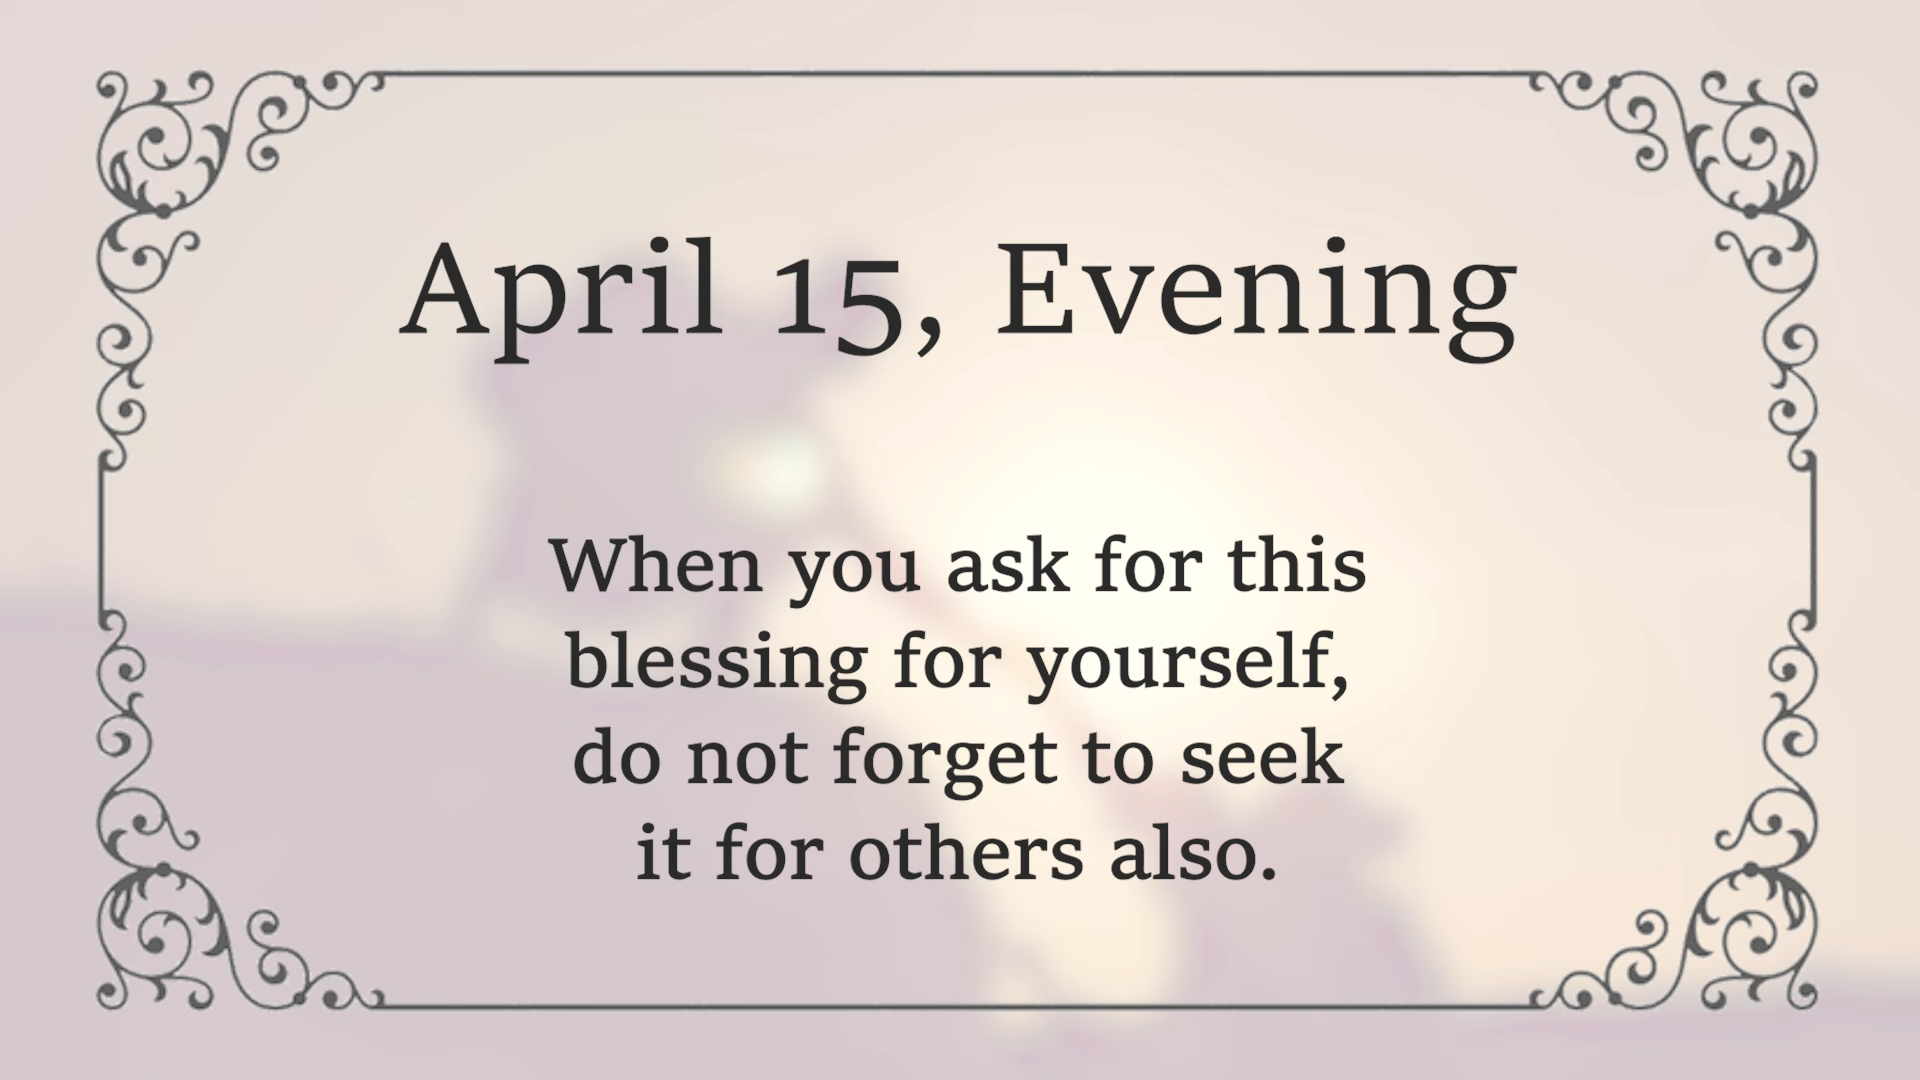 April 15, Evening
When you ask for this
blessing for yourself,
do not forget to seek
it for others also.